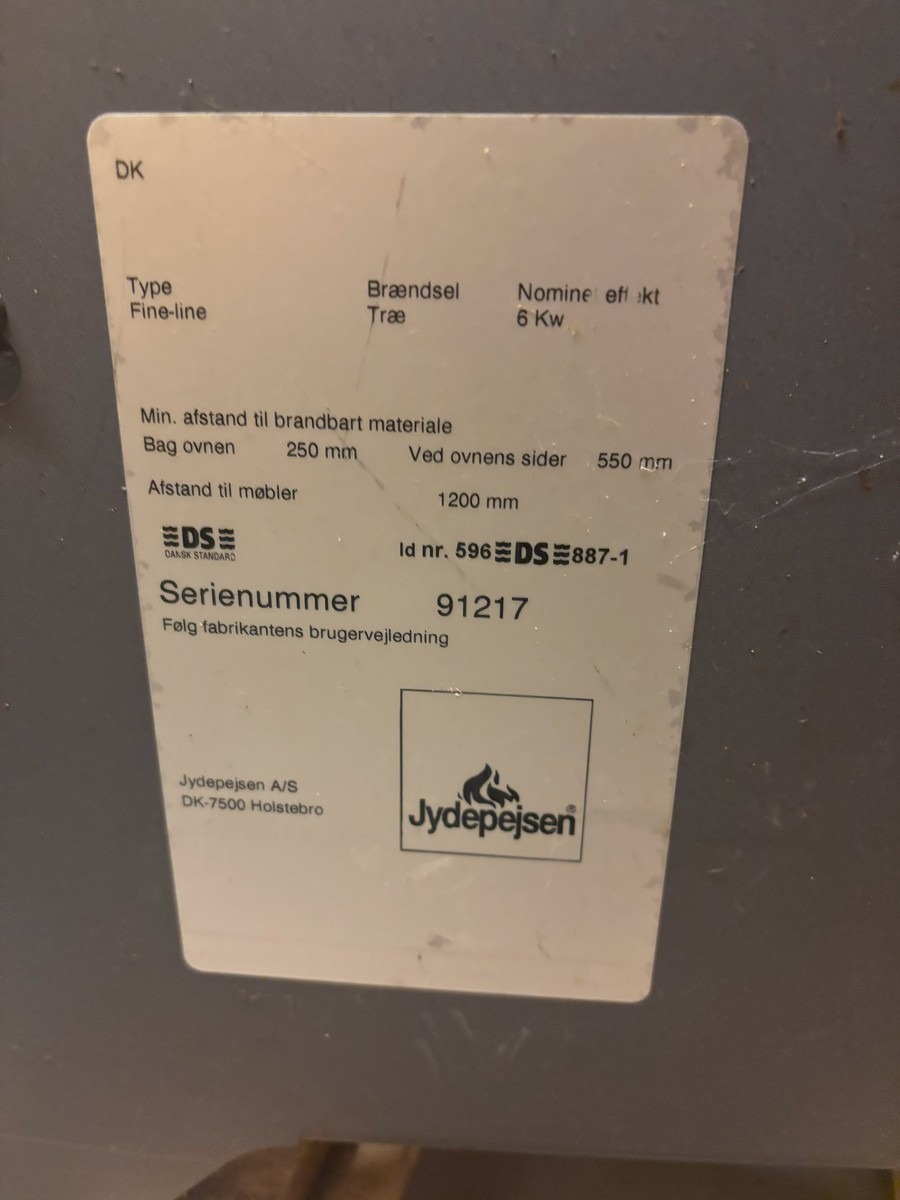 DK
Type Brændsel Nominel effekt
Fine-line Træ 6 Kw
Min. afstand til brandbart materiale
Bag ovnen 250 mm Ved ovnens sider 550 mm
Afstand til møbler 1200 mm
DS
DANSK STANDARD
Id nr. 596 DS 887-1
Serienummer 91217
Følg fabrikantens brugervejledning
Jydepejsen A/S
DK-7500 Holstebro
Jydepejsen®